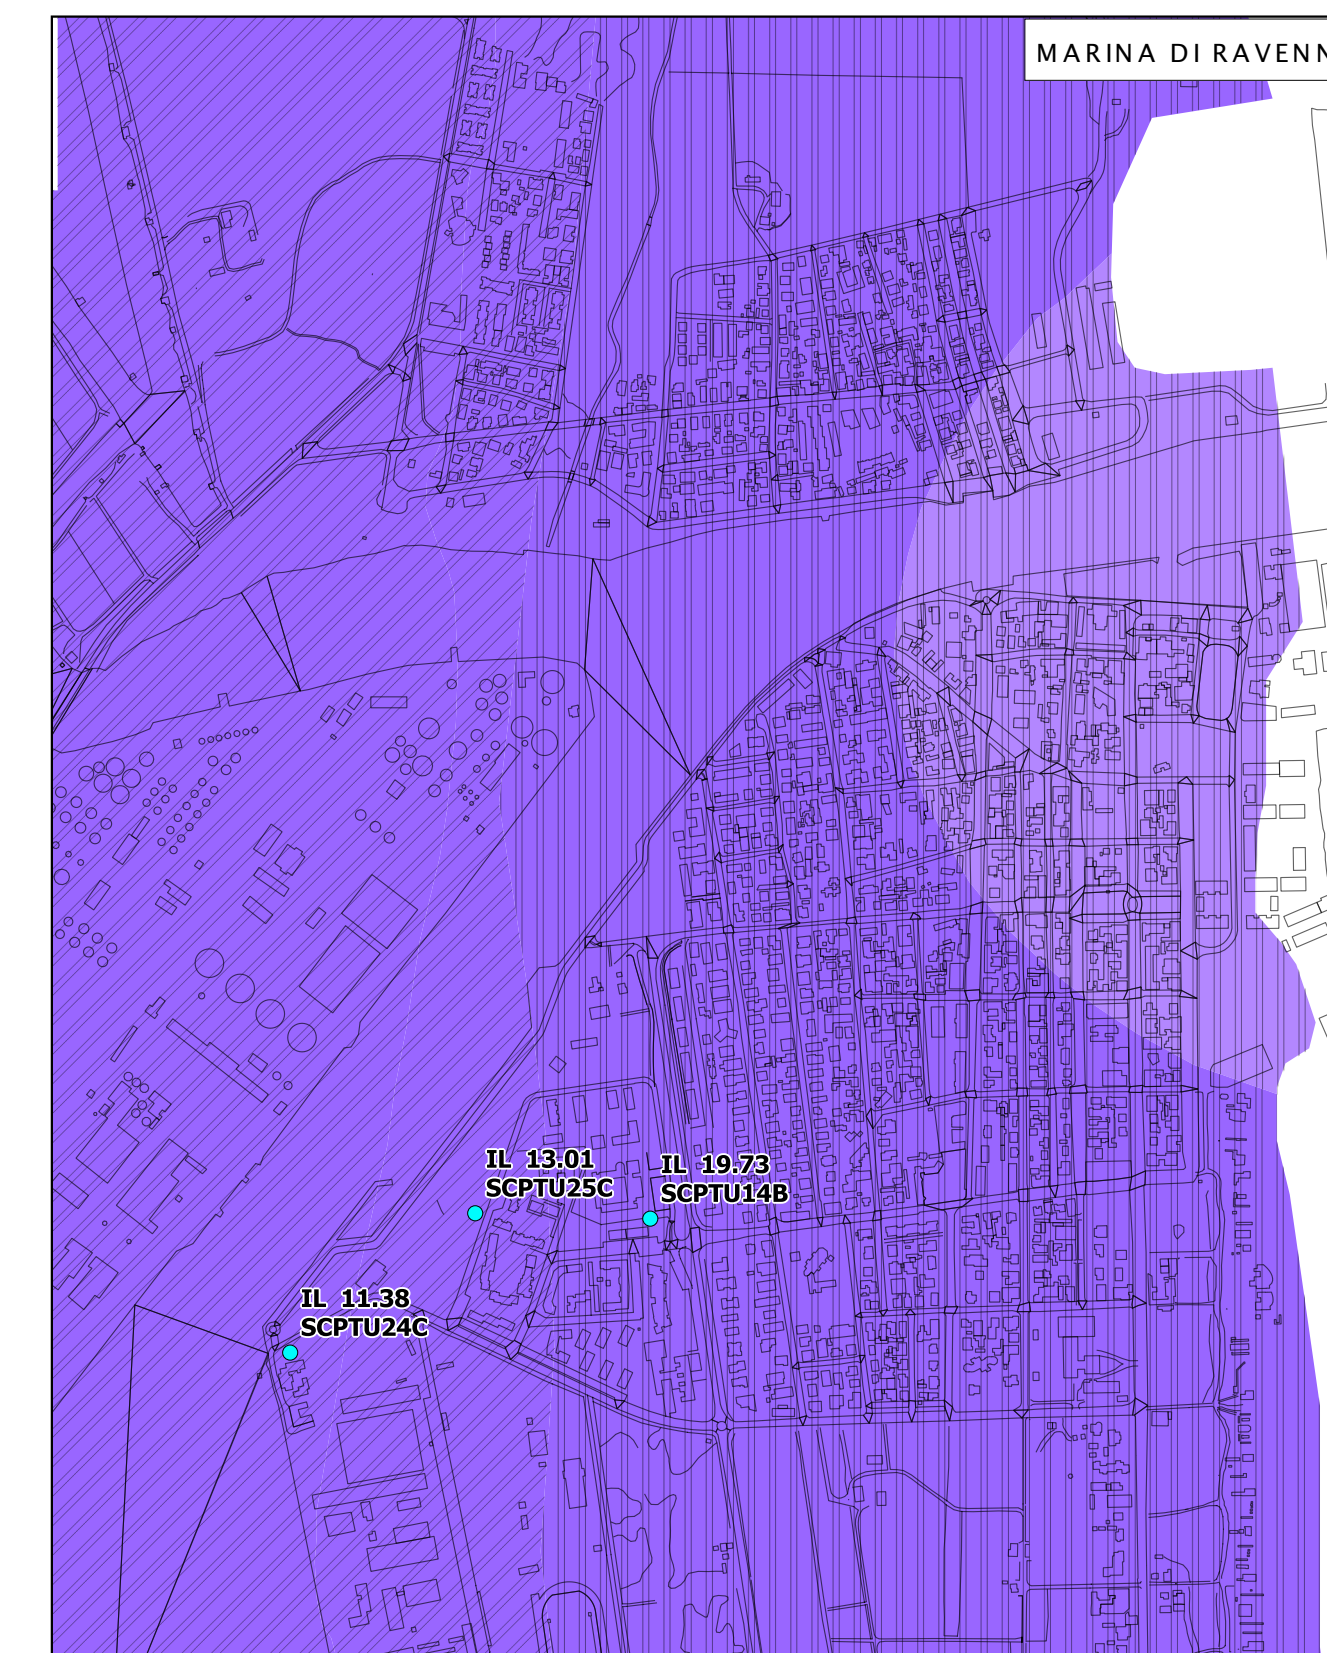 MARINA DI RAVENN
IL 13.01
SCPTU25C
IL 19.73
SCPTU14B
IL 11.38
SCPTU24C